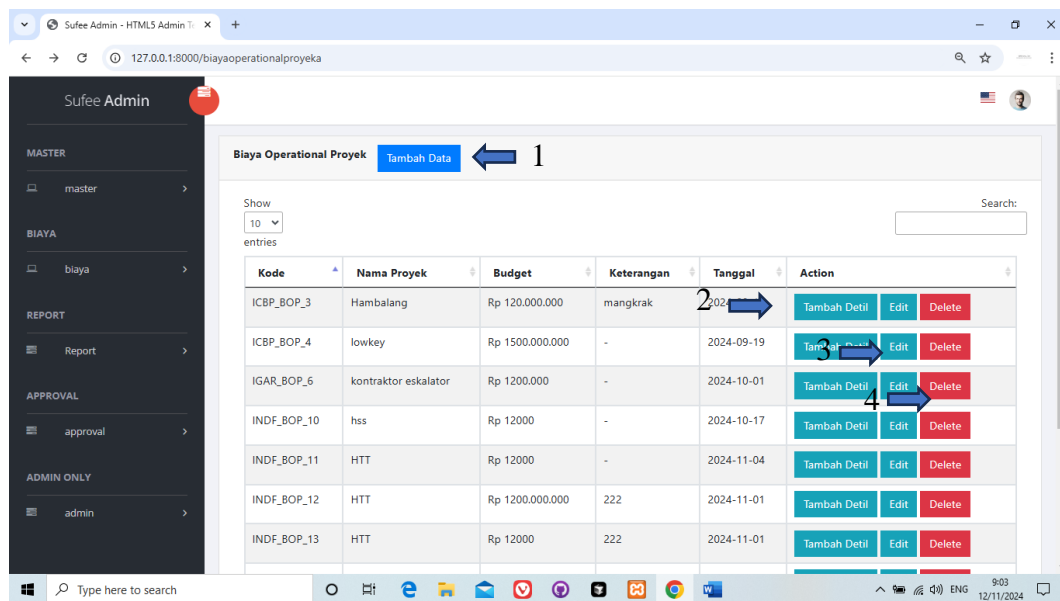 Sufee Admin - HTML5 Admin Te
127.0.0.1:8000/biayaoperationalproyeka
Sufee Admin
MASTER
master
BIAYA
biaya
REPORT
Report
APPROVAL
approval
ADMIN ONLY
admin
Biaya Operational Proyek Tambah Data 1
Show
10
entries
Search:
Kode Nama Proyek Budget Keterangan Tanggal Action
ICBP_BOP_3 Hambalang Rp 120.000.000 mangkrak 2 Tambah Detil Edit Delete
ICBP_BOP_4 lowkey Rp 1500.000.000 - 2024-09-19 3 Edit Delete
IGAR_BOP_6 kontraktor eskalator Rp 1200.000 - 2024-10-01 Tambah Detil 4 Edit Delete
INDF_BOP_10 hss Rp 12000 - 2024-10-17 Tambah Detil Edit Delete
INDF_BOP_11 HTT Rp 12000 - 2024-11-04 Tambah Detil Edit Delete
INDF_BOP_12 HTT Rp 1200.000.000 222 2024-11-01 Tambah Detil Edit Delete
INDF_BOP_13 HTT Rp 12000 222 2024-11-01 Tambah Detil Edit Delete
Type here to search
ENG
9:03
12/11/2024